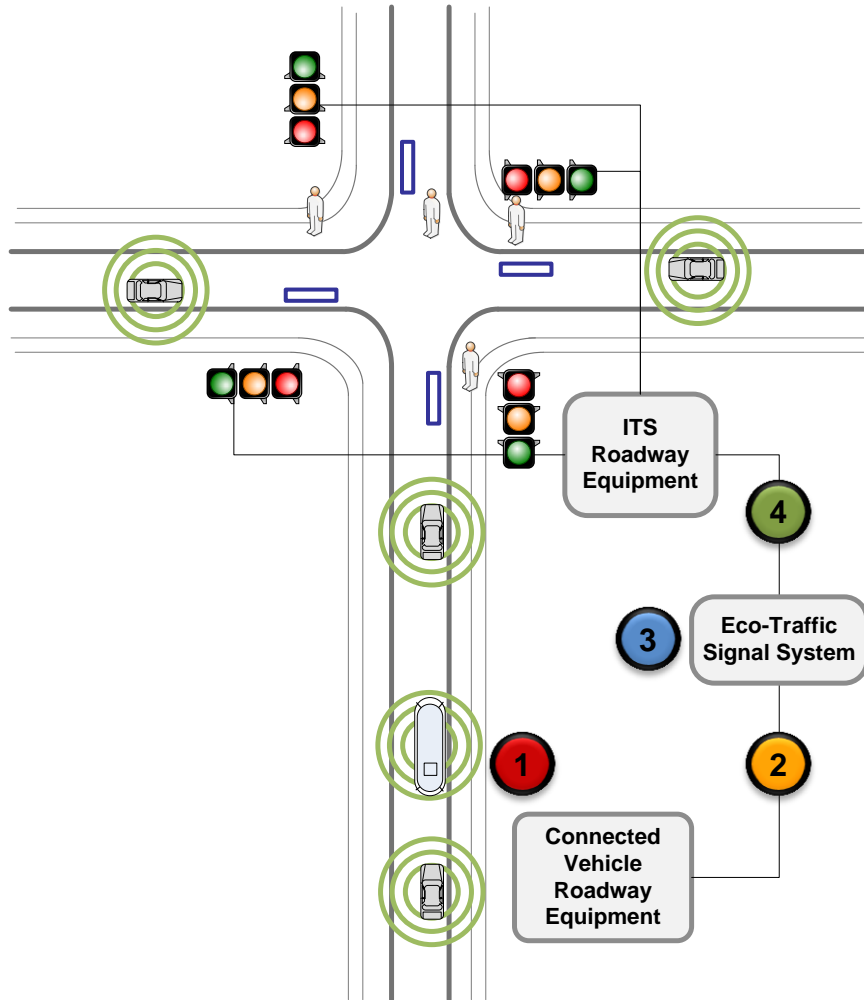 ITS
Roadway
Equipment
4
3
Eco-Traffic
Signal System
1
2
Connected
Vehicle
Roadway
Equipment